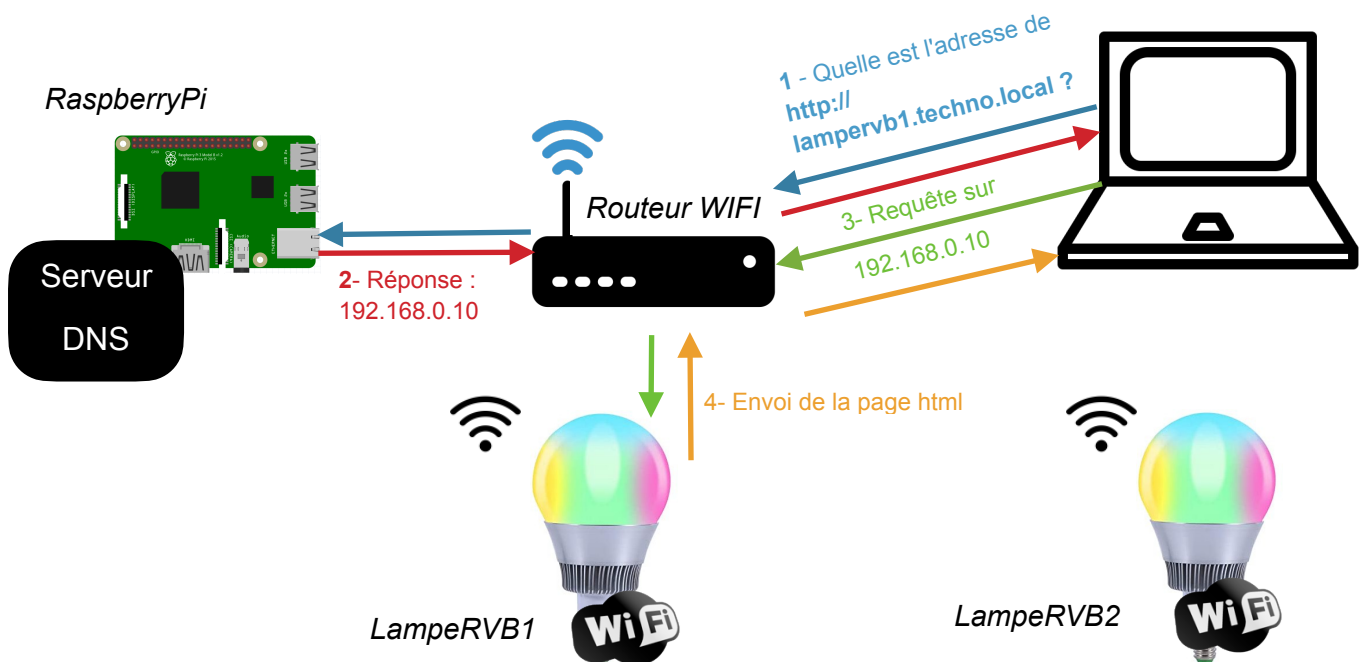 1 - Quelle est l'adresse de
http://
lampervb1.techno.local ?
RaspberryPi
Routeur WIFI
3- Requête sur
192.168.0.10
Serveur
DNS
2- Réponse :
192.168.0.10
4- Envoi de la page html
LampeRVB1
WiFi
LampeRVB2
WiFi